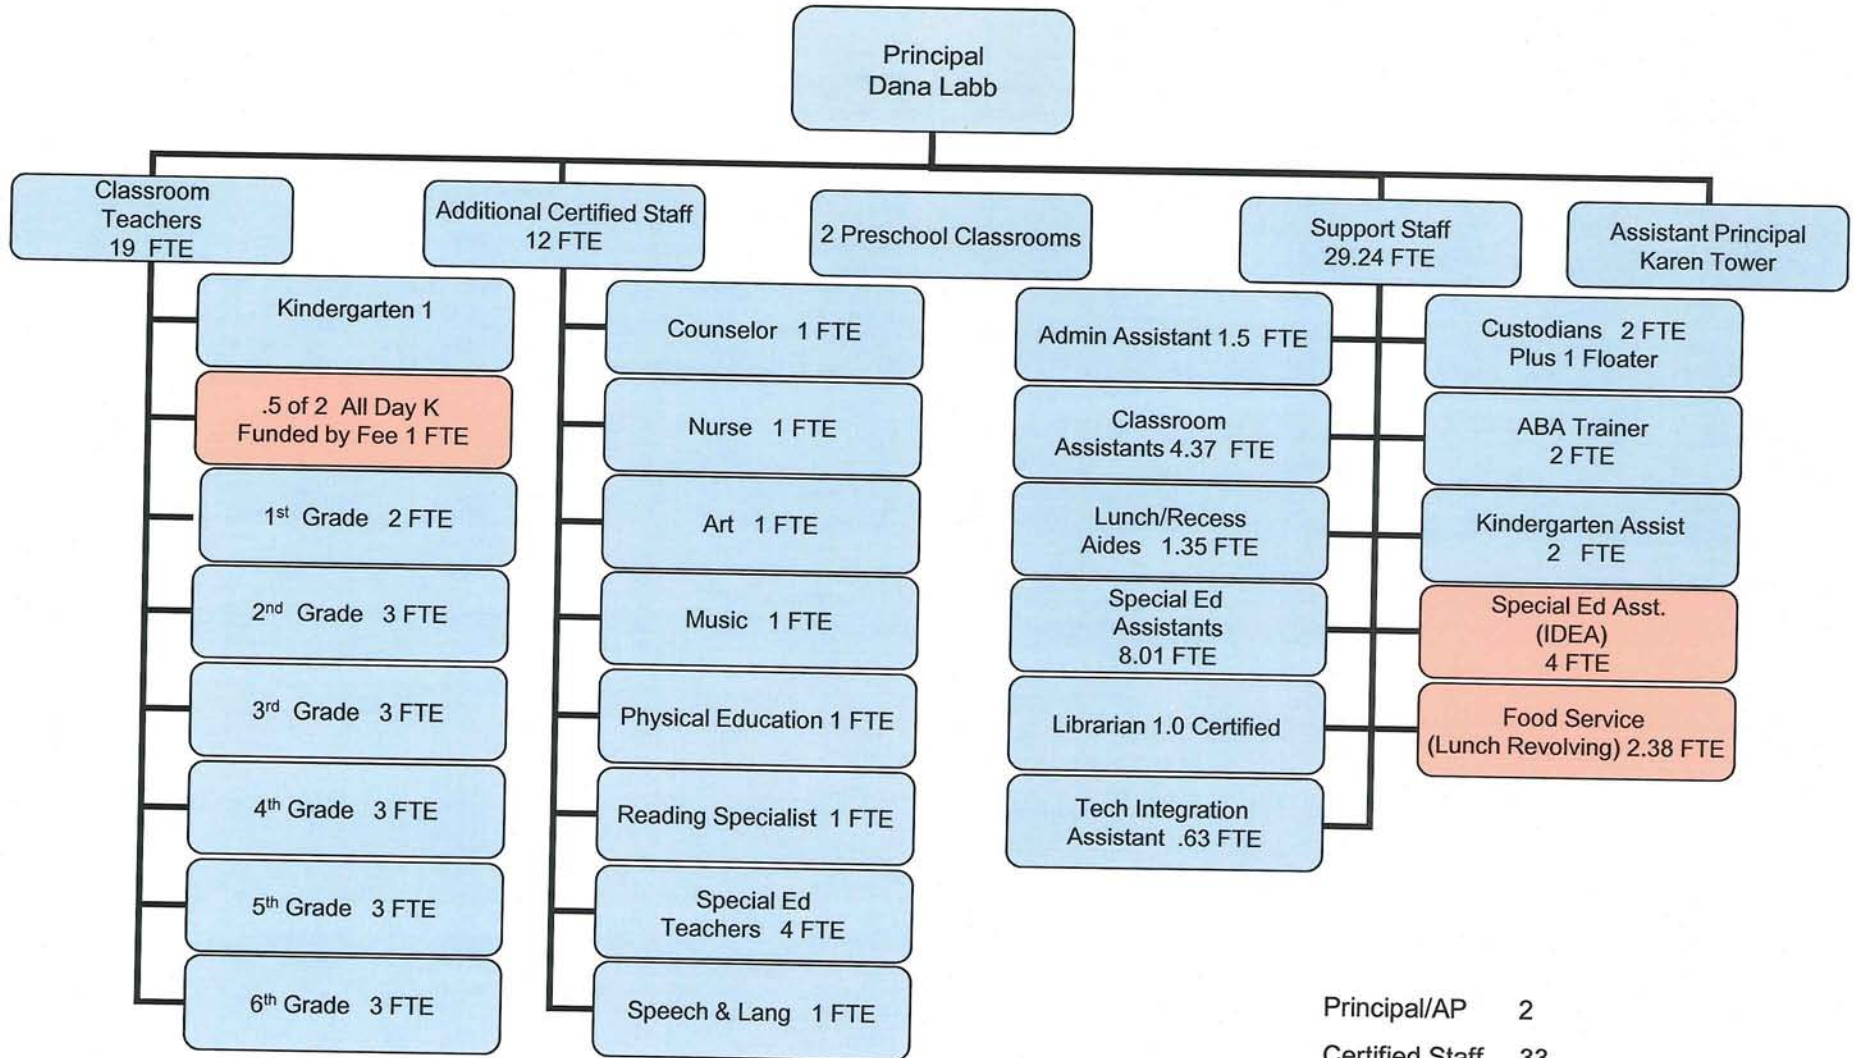 Principal
Dana Labb
Classroom
Teachers
19 FTE
Additional Certified Staff
12 FTE
2 Preschool Classrooms
Support Staff
29.24 FTE
Assistant Principal
Karen Tower
Kindergarten 1
.5 of 2 All Day K
Funded by Fee 1 FTE
1st Grade 2 FTE
2nd Grade 3 FTE
3rd Grade 3 FTE
4th Grade 3 FTE
5th Grade 3 FTE
6th Grade 3 FTE
Counselor 1 FTE
Nurse 1 FTE
Art 1 FTE
Music 1 FTE
Physical Education 1 FTE
Reading Specialist 1 FTE
Special Ed
Teachers 4 FTE
Speech & Lang 1 FTE
Admin Assistant 1.5 FTE
Classroom
Assistants 4.37 FTE
Lunch/Recess
Aides 1.35 FTE
Special Ed
Assistants
8.01 FTE
Librarian 1.0 Certified
Tech Integration
Assistant .63 FTE
Custodians 2 FTE
Plus 1 Floater
ABA Trainer
2 FTE
Kindergarten Assist
2 FTE
Special Ed Asst.
(IDEA)
4 FTE
Food Service
(Lunch Revolving) 2.38 FTE
Principal/AP 2
Certified Staff 33